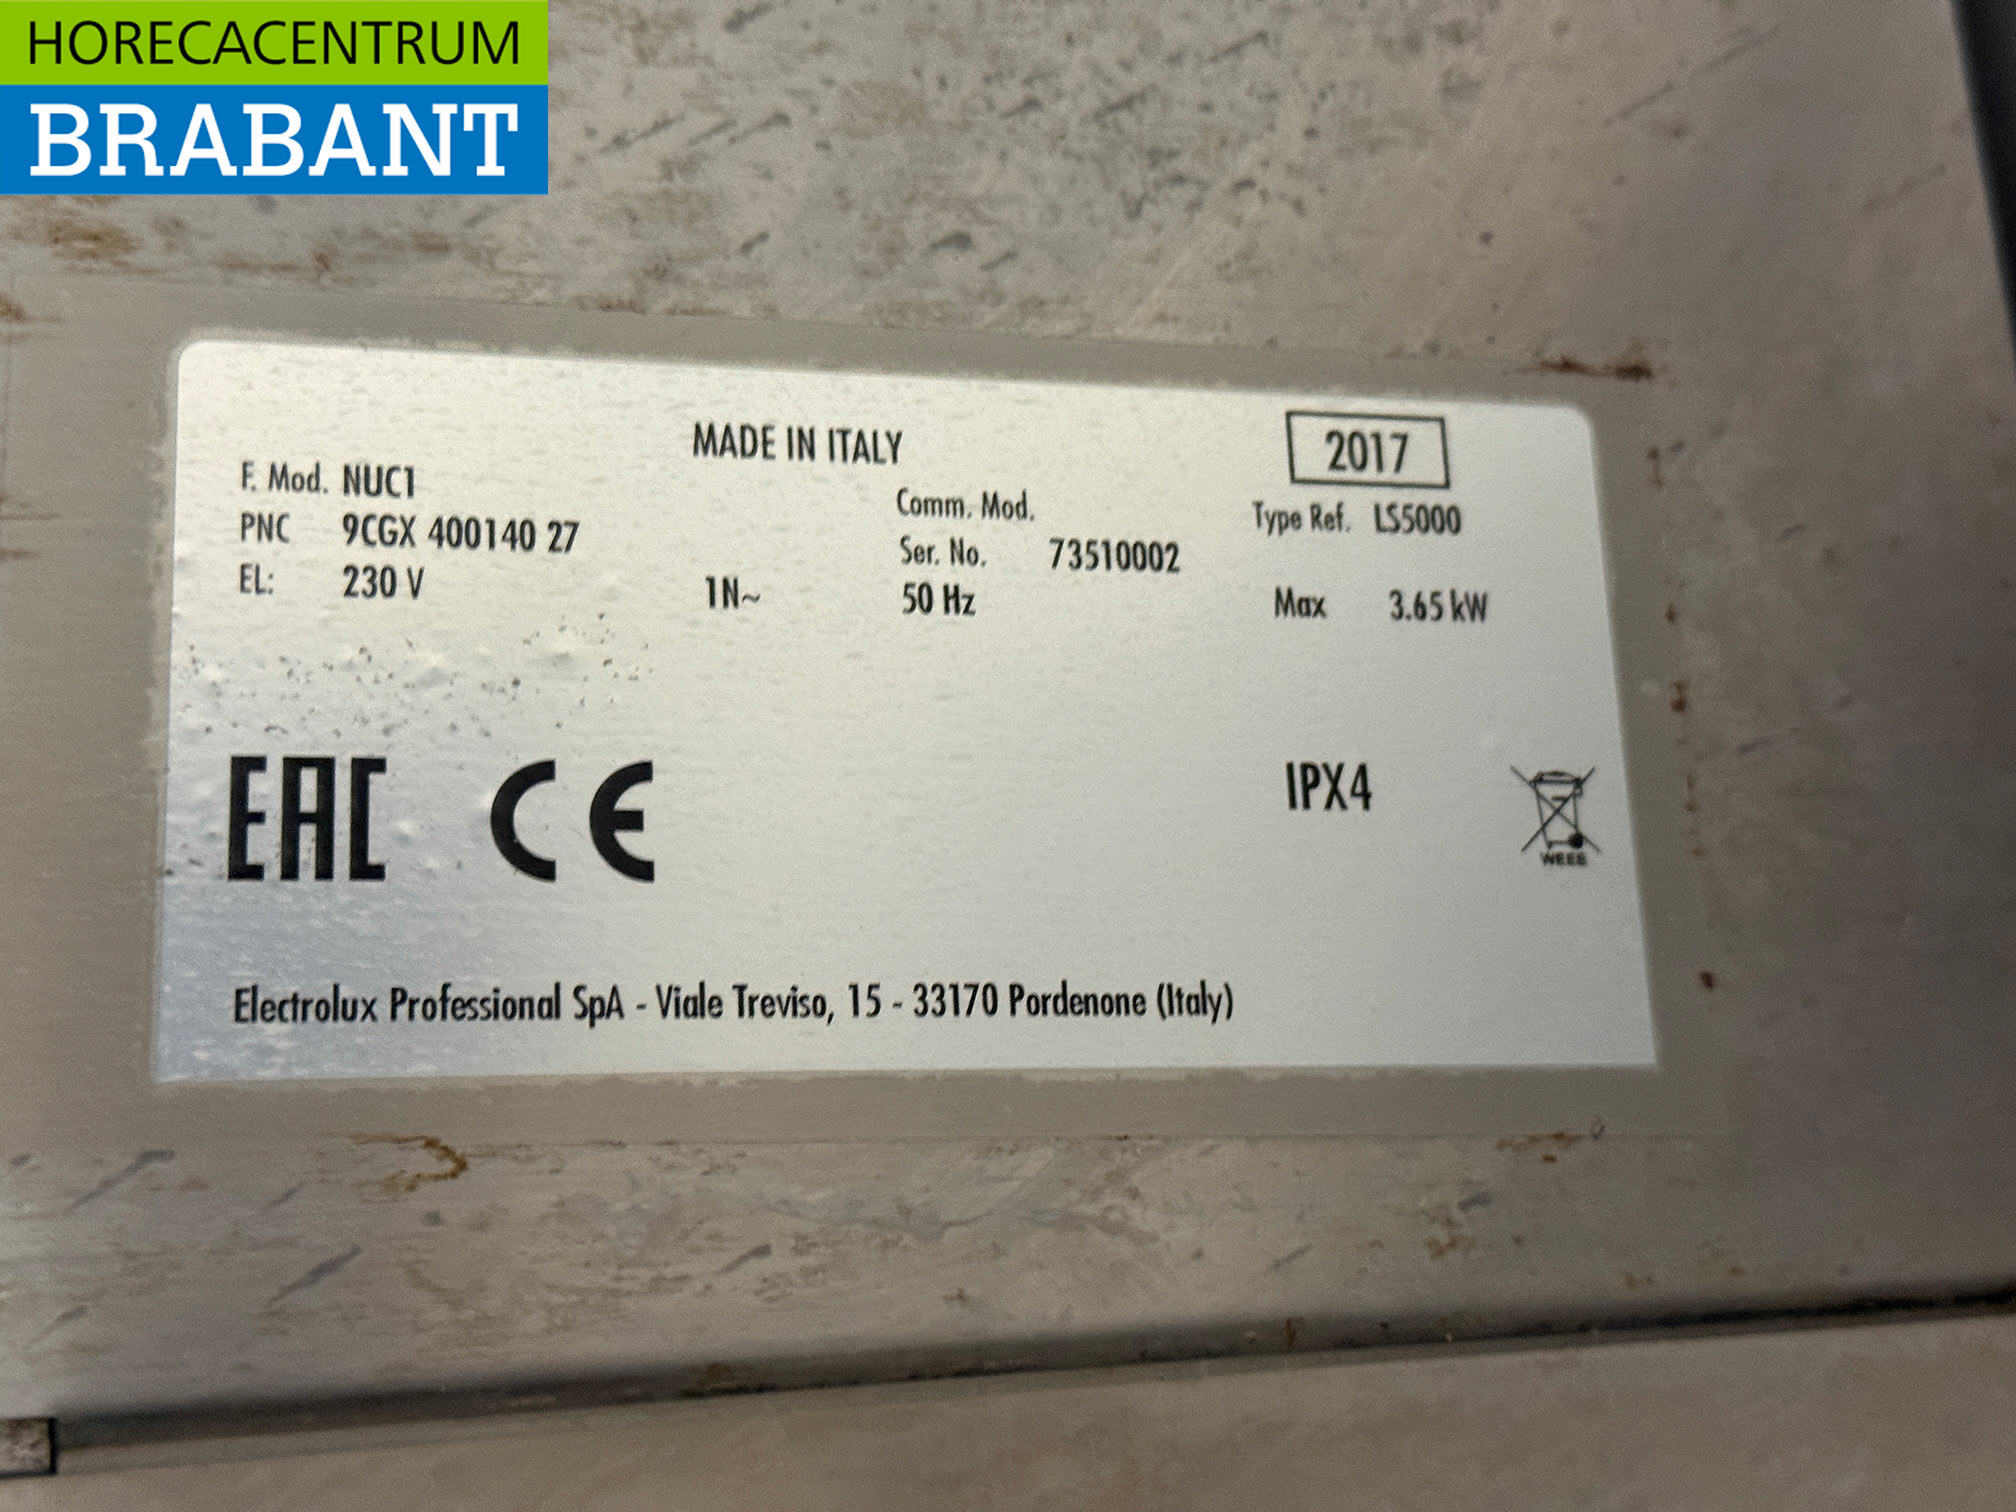 HORECACENTRUM
BRABANT
MADE IN ITALY
2017
F. Mod. NUC1
Comm. Mod.
Type Ref. LS5000
PNC 9CGX 400140 27
Ser. No. 73510002
EL: 230 V 1N~ 50 Hz Max 3.65 kW
EAC CE IPX4
WEEE
Electrolux Professional SpA - Viale Treviso, 15 - 33170 Pordenone (Italy)